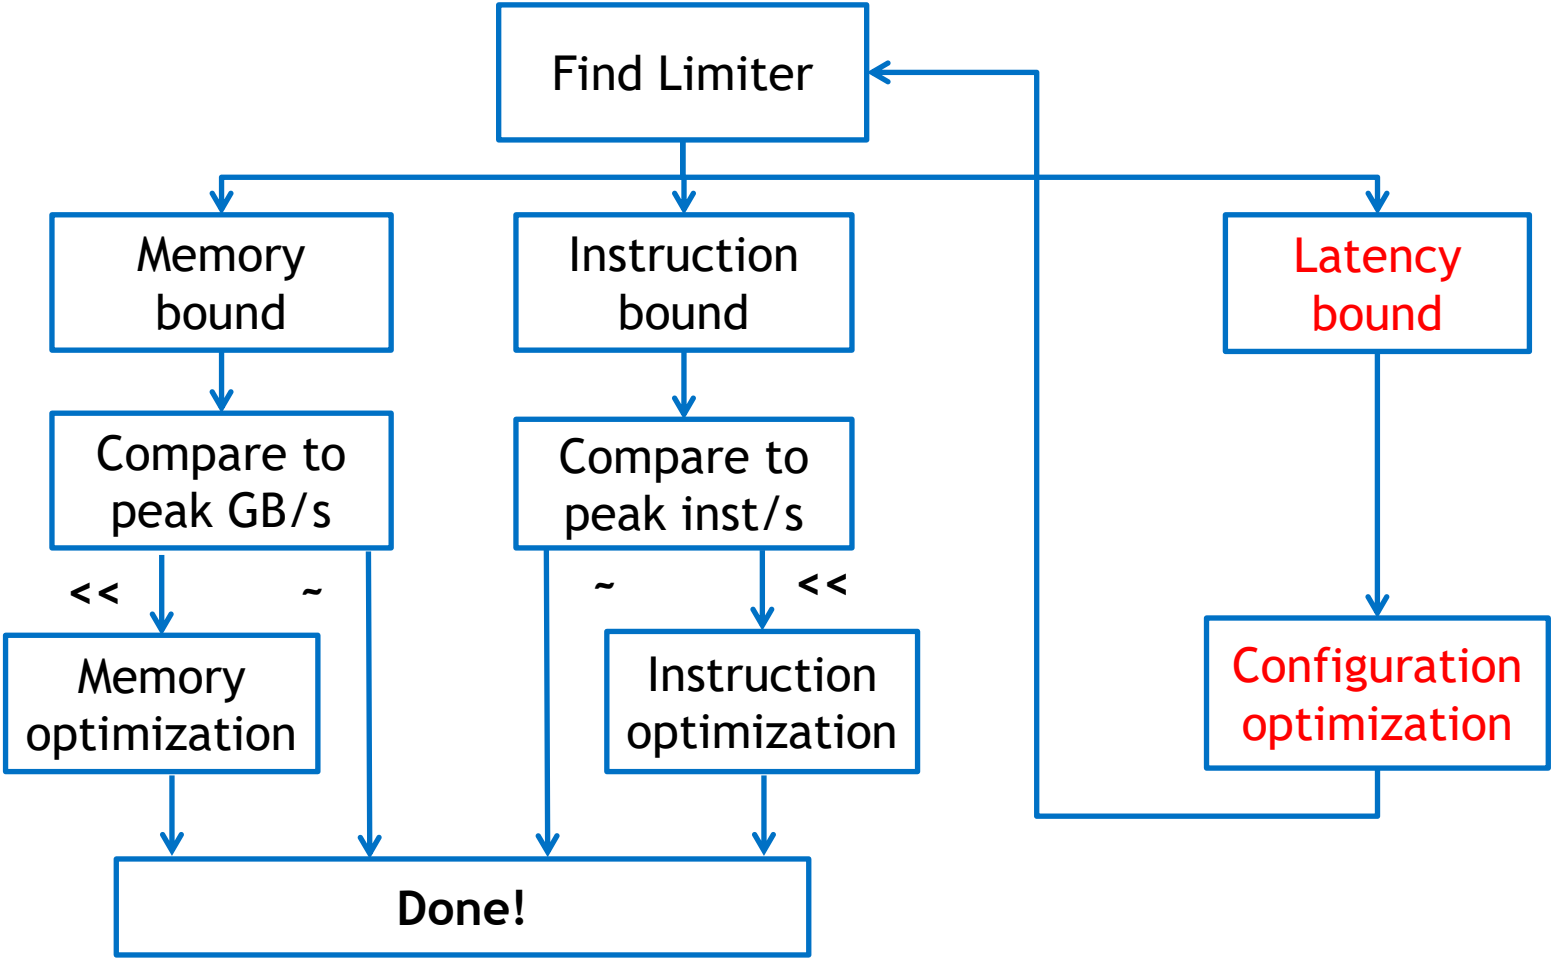 Find Limiter
Memory
bound
Instruction
bound
Latency
bound
Compare to
peak GB/s
Compare to
peak inst/s
<<
~
~
<<
Memory
optimization
Instruction
optimization
Configuration
optimization
Done!